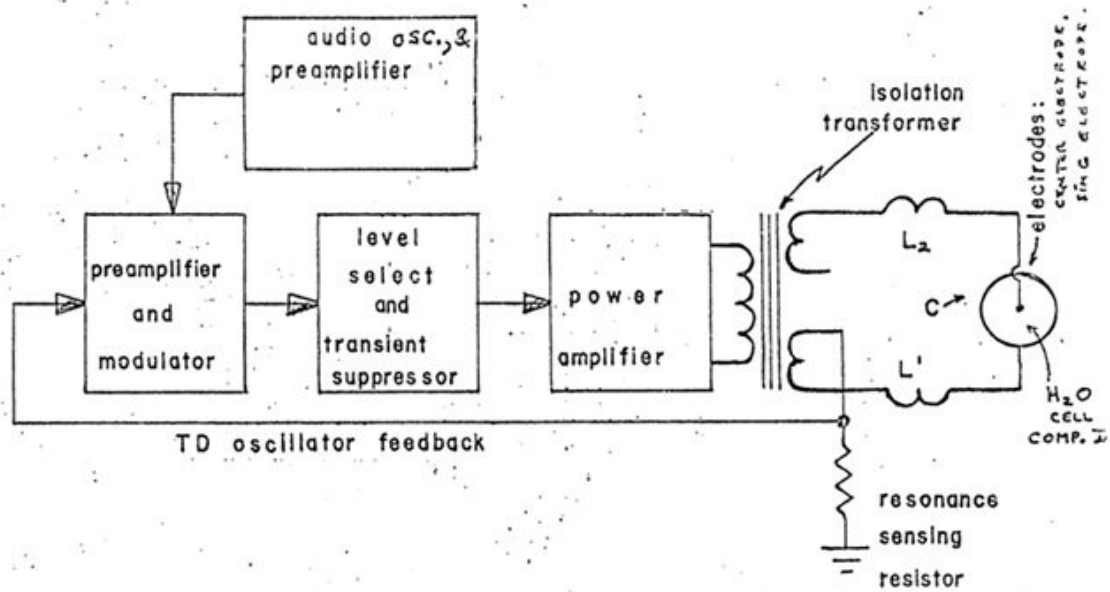 audio osc., &
preamplifier
isolation
transformer
electrodes:
CENTER ELECTRODE,
RING ELECTRODE.
preamplifier
and
modulator
level
select
and
transient
suppressor
power
amplifier
L2
C
L'
H2O
CELL
COMP. I
TD oscillator feedback
resonance
sensing
resistor